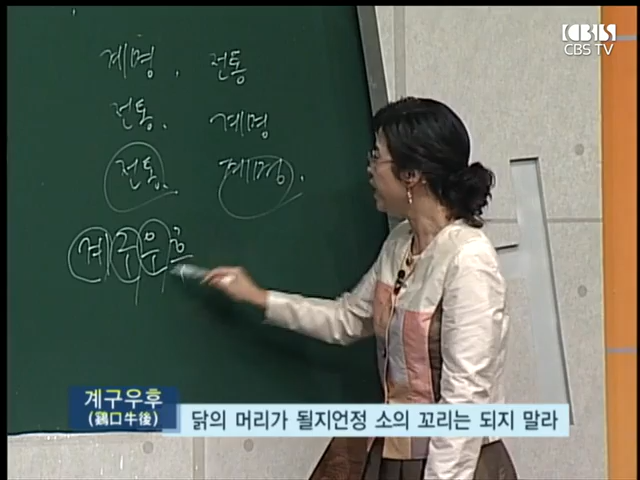 CBS
CBS TV
계명, 전통
전통, 계명
전통, 계명.
계구우후
계구우후
(鷄口牛後)
닭의 머리가 될지언정 소의 꼬리는 되지 말라